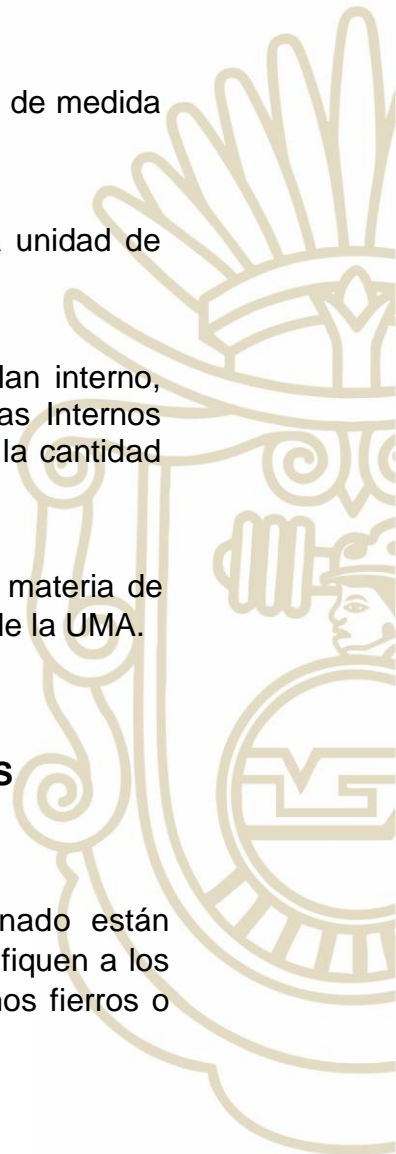 de medida
unidad de
lan interno,
as Internos
la cantidad
materia de
de la UMA.
S
nado están
fiquen a los
nos fierros o